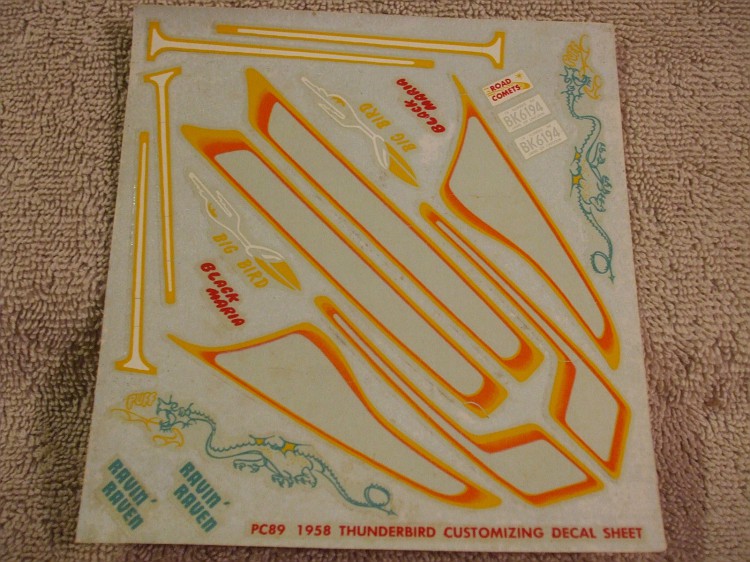 ROAD
COMETS
BK6194
BK6194
BLACK
MARIA
BIG BIRD
BIG BIRD
BLACK
MARIA
RAVIN'
RAVEN
RAVIN'
RAVEN
PC89 1958 THUNDERBIRD CUSTOMIZING DECAL SHEET